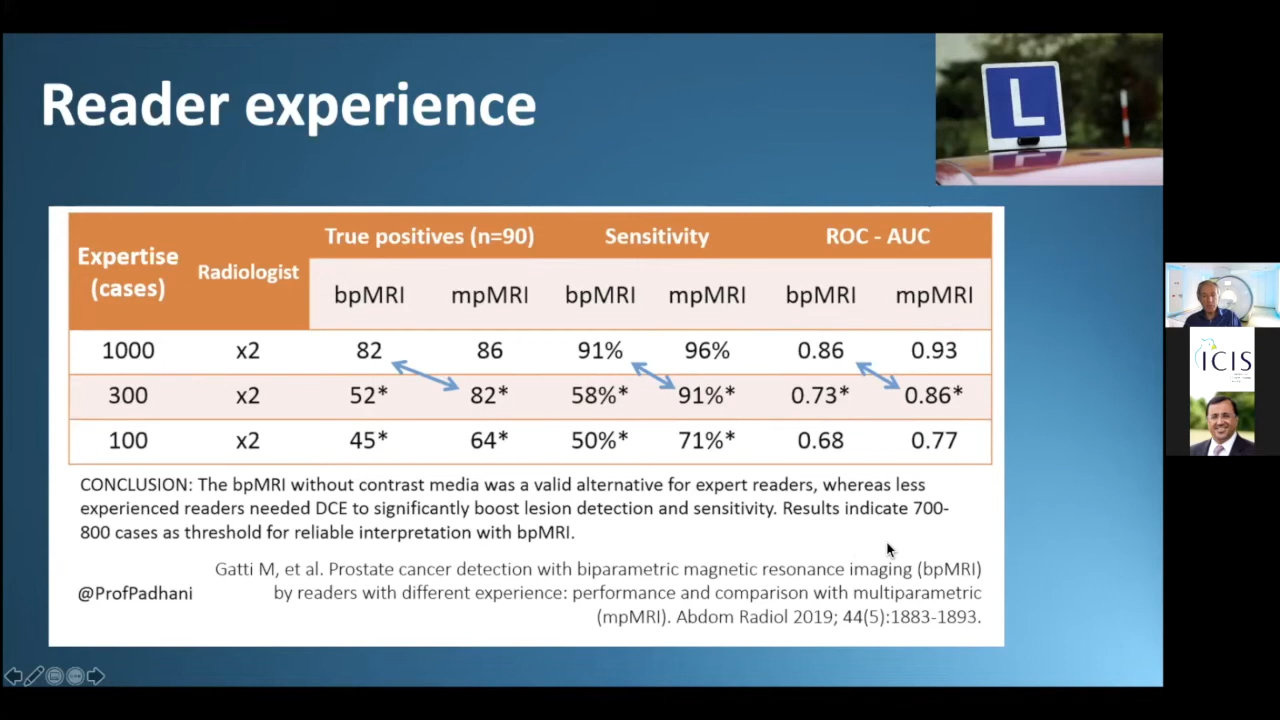 Reader experience
L
Expertise (cases) Radiologist True positives (n=90) Sensitivity ROC - AUC
bpMRI mpMRI bpMRI mpMRI bpMRI mpMRI
1000 x2 82 86 91% 96% 0.86 0.93
300 x2 52* 82* 58%* 91%* 0.73* 0.86*
100 x2 45* 64* 50%* 71%* 0.68 0.77
CONCLUSION: The bpMRI without contrast media was a valid alternative for expert readers, whereas less
experienced readers needed DCE to significantly boost lesion detection and sensitivity. Results indicate 700-
800 cases as threshold for reliable interpretation with bpMRI.
Gatti M, et al. Prostate cancer detection with biparametric magnetic resonance imaging (bpMRI)
@ProfPadhani by readers with different experience: performance and comparison with multiparametric
(mpMRI). Abdom Radiol 2019; 44(5):1883-1893.
ICIS